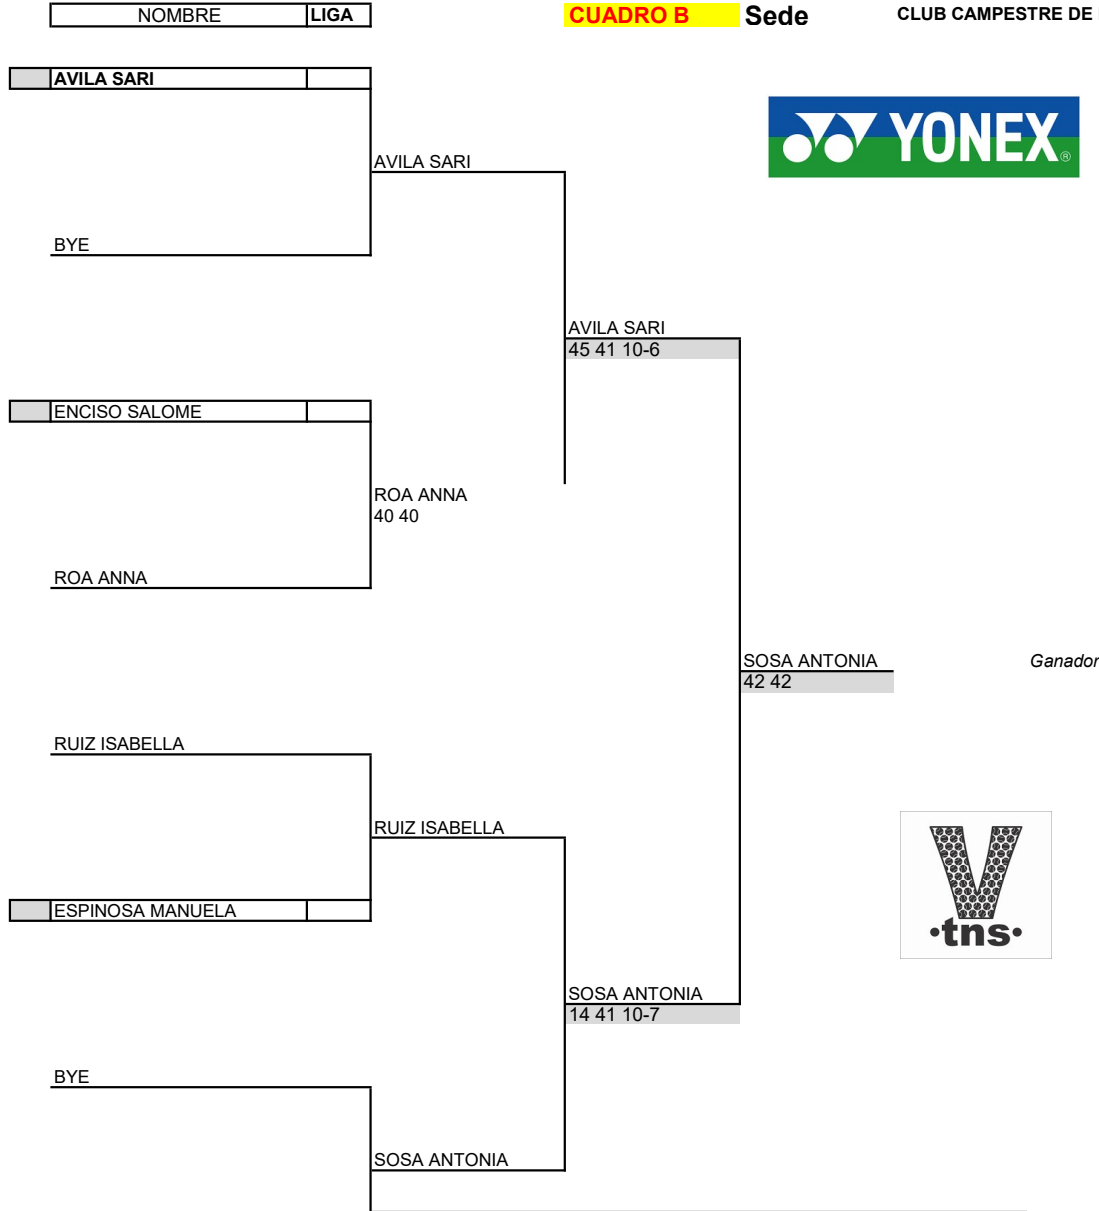 NOMBRE LIGA CUADRO B Sede CLUB CAMPESTRE DE
AVILA SARI
YONEX®
AVILA SARI
BYE
AVILA SARI
45 41 10-6
ENCISO SALOME
ROA ANNA
40 40
ROA ANNA
SOSA ANTONIA Ganador
42 42
RUIZ ISABELLA
RUIZ ISABELLA
ESPINOSA MANUELA
V
•tns•
SOSA ANTONIA
14 41 10-7
BYE
SOSA ANTONIA